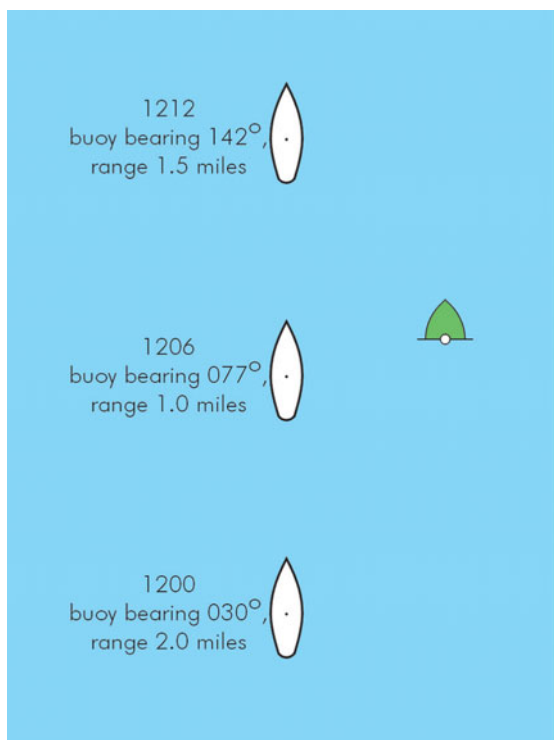 1212
buoy bearing 142°,
range 1.5 miles
1206
buoy bearing 077°,
range 1.0 miles
1200
buoy bearing 030°,
range 2.0 miles